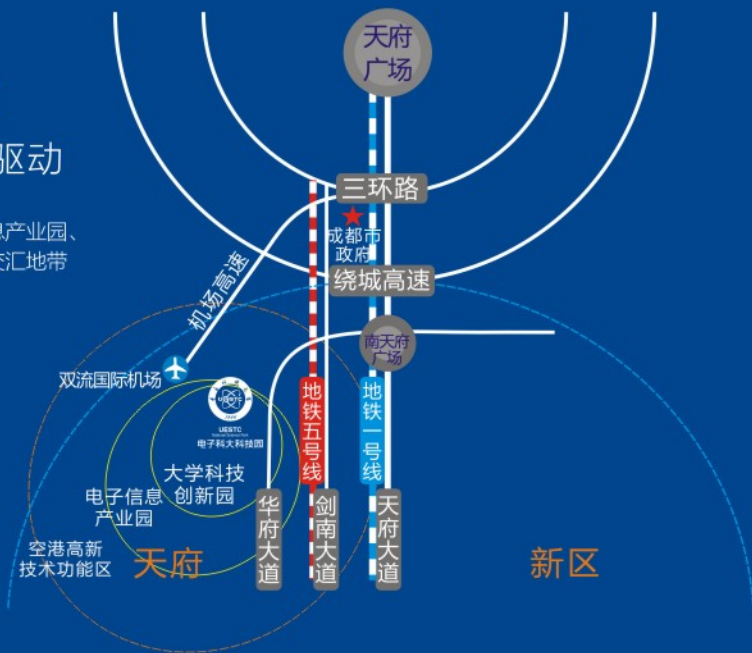 天府
广场
驱动
三环路
息产业园、
交汇地带
成都市
政府
绕城高速
机场高速
南天府
广场
双流国际机场
UESTC
电子科大科技园
地铁五号线
地铁一号线
大学科技
创新园
电子信息
产业园
华府大道
剑南大道
天府大道
空港高新
技术功能区
天府
新区